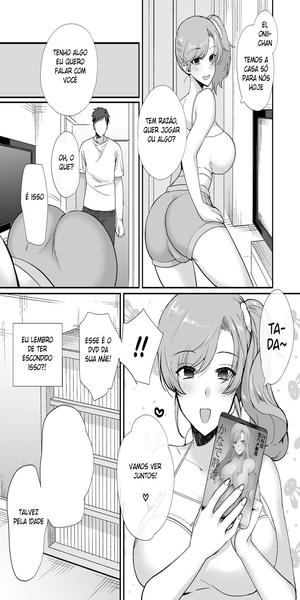 EI,
ONII-
CHAN
TEMOS A
CASA SÓ
PARA NÓS
HOJE
TEM RAZÃO,
QUER JOGAR
OU ALGO?
TENHO ALGO
EU QUERO
FALAR COM
VOCÊ
OH, O
QUE?
É ISSO
TA-
DA~
!!
ESSE É O
DVD DA
SUA MÃE!
VAMOS VER
JUNTOS!
EU LEMBRO
DE TER
ESCONDIDO
ISSO?!
TALVEZ
PELA IDADE